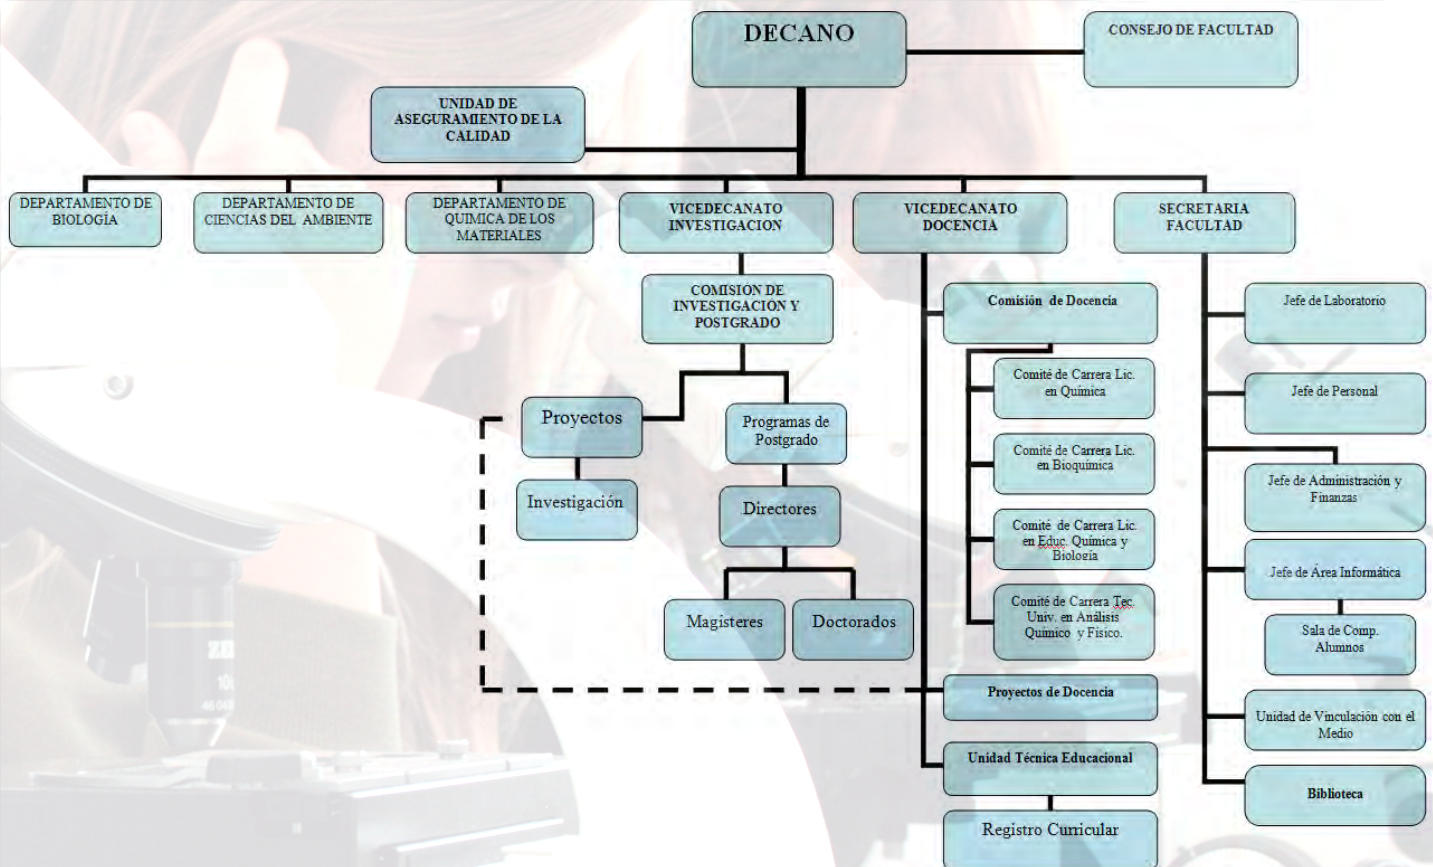 DECANO
CONSEJO DE FACULTAD
UNIDAD DE
ASEGURAMIENTO DE LA
CALIDAD
DEPARTAMENTO DE
BIOLOGÍA
DEPARTAMENTO DE
CIENCIAS DEL AMBIENTE
DEPARTAMENTO DE
QUIMICA DE LOS
MATERIALES
VICEDECANATO
INVESTIGACION
VICEDECANATO
DOCENCIA
SECRETARIA
FACULTAD
COMISIÓN DE
INVESTIGACIÓN Y
POSTGRADO
Proyectos
Investigación
Programas de
Postgrado
Directores
Magísteres
Doctorados
Comisión de Docencia
Comité de Carrera Lic.
en Química
Comité de Carrera Lic.
en Bioquímica
Comité de Carrera Lic.
en Educ. Química y
Biología
Comité de Carrera Tec.
Univ. en Análisis
Químico y Físico.
Proyectos de Docencia
Unidad Técnica Educacional
Registro Curricular
Jefe de Laboratorio
Jefe de Personal
Jefe de Administración y
Finanzas
Jefe de Área Informática
Sala de Comp.
Alumnos
Unidad de Vinculación con el
Medio
Biblioteca